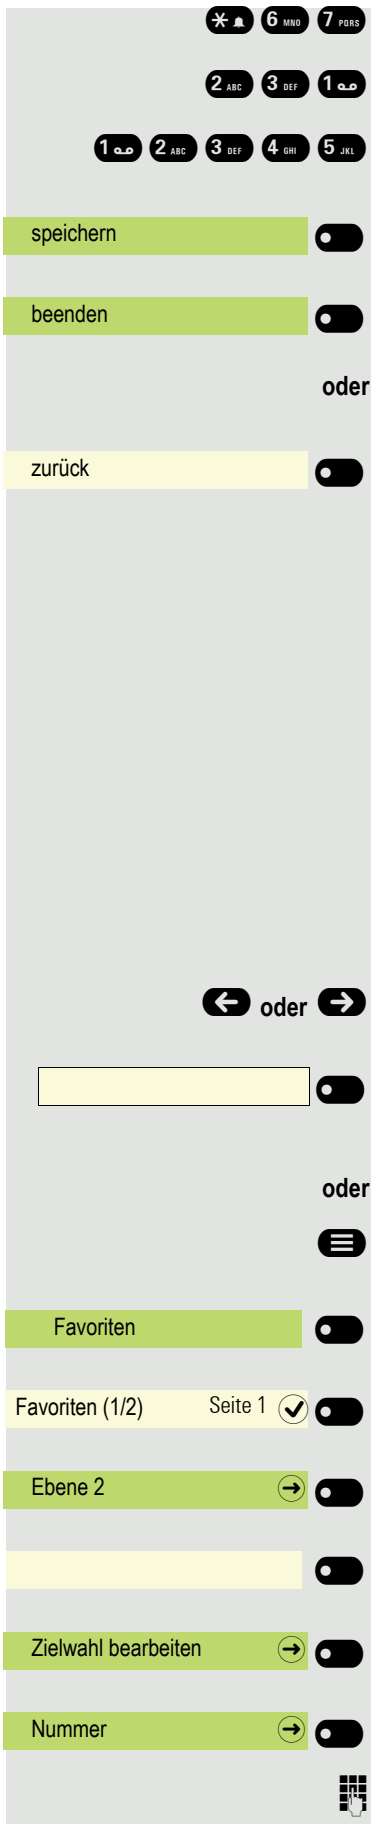 6 MNO 7 PQRS
2 ABC 3 DEF 1
1 2 ABC 3 DEF 4 GHI 5 JKL
speichern
beenden
oder
zurück
oder
oder
Favoriten
Favoriten (1/2) Seite 1
Ebene 2
Zielwahl bearbeiten
Nummer